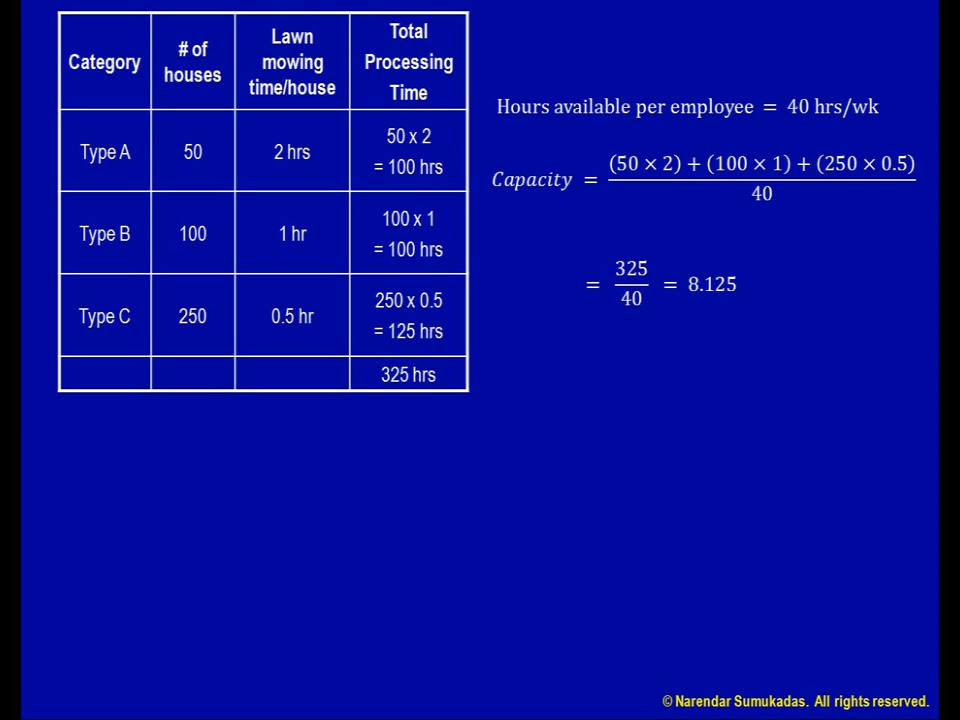 Category # of houses Lawn mowing time/house Total Processing Time
Type A 50 2 hrs 50 x 2 = 100 hrs
Type B 100 1 hr 100 x 1 = 100 hrs
Type C 250 0.5 hr 250 x 0.5 = 125 hrs
325 hrs
Hours available per employee = 40 hrs/wk
Capacity = (50 × 2) + (100 × 1) + (250 × 0.5) / 40
= 325 / 40 = 8.125
© Narendar Sumukadas. All rights reserved.